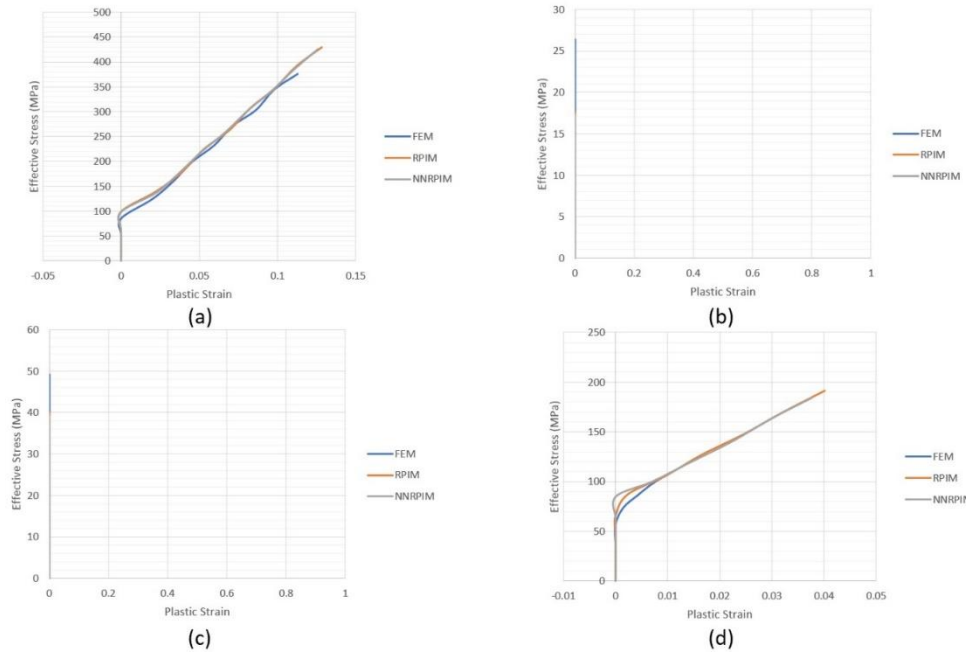 500
450
400
350
300
250
200
150
100
50
0
-0.05 0 0.05 0.1 0.15
Effective Stress (MPa)
Plastic Strain
FEM
RPIM
NNRPIM
(a)
30
25
20
15
10
5
0
0 0.2 0.4 0.6 0.8 1
Effective Stress (MPa)
Plastic Strain
FEM
RPIM
NNRPIM
(b)
60
50
40
30
20
10
0
0 0.2 0.4 0.6 0.8 1
Effective Stress (MPa)
Plastic Strain
FEM
RPIM
NNRPIM
(c)
250
200
150
100
50
0
-0.01 0 0.01 0.02 0.03 0.04 0.05
Effective Stress (MPa)
Plastic Strain
FEM
RPIM
NNRPIM
(d)